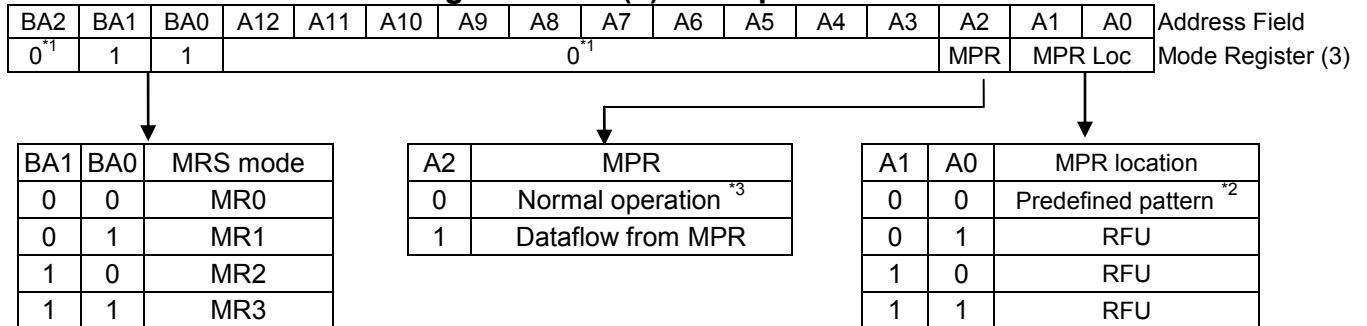 BA2 BA1 BA0 A12 A11 A10 A9 A8 A7 A6 A5 A4 A3 A2 A1 A0 Address Field
0*1 1 1 0*1 MPR MPR Loc Mode Register (3)
BA1 BA0 MRS mode
0 0 MR0
0 1 MR1
1 0 MR2
1 1 MR3
A2 MPR
0 Normal operation *3
1 Dataflow from MPR
A1 A0 MPR location
0 0 Predefined pattern *2
0 1 RFU
1 0 RFU
1 1 RFU